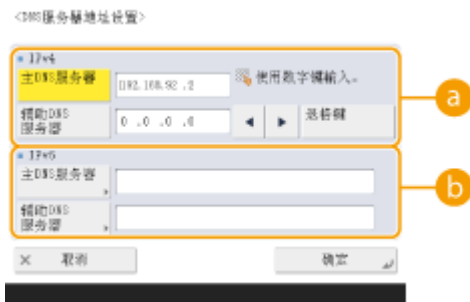 <DNS服务器地址设置>
IPv4
主DNS服务器
192.168.92 .2
使用数字键输入。
辅助DNS
服务器
0 .0 .0 .0
◀ ▶
选择键
a
IPv6
主DNS服务器
辅助DNS
服务器
b
× 取消
确定